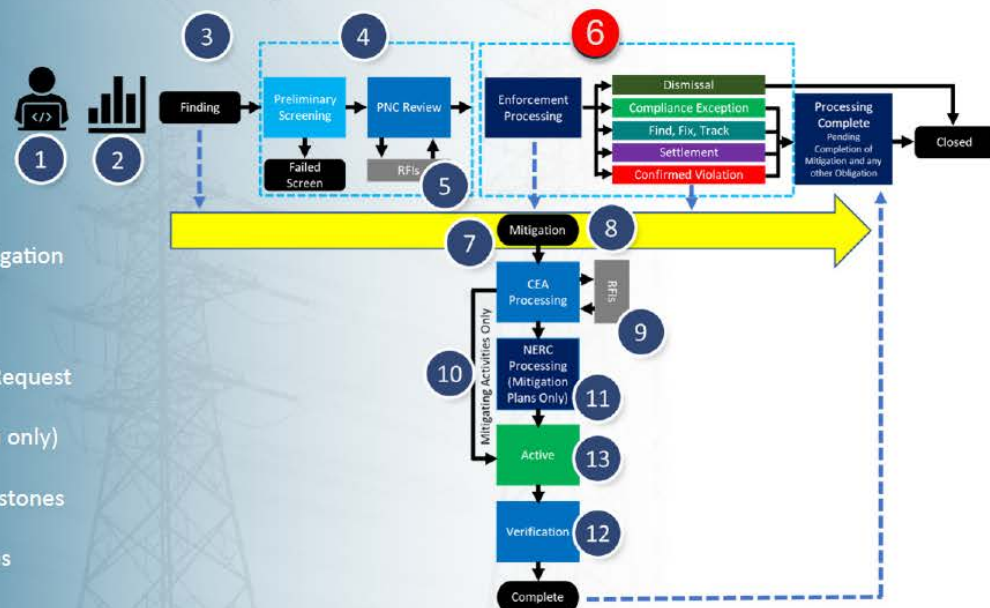 3
4
6
Finding
Preliminary
Screening
PNC Review
Failed
Screen
RFIs
5
Enforcement
Processing
Dismissal
Compliance Exception
Find, Fix, Track
Settlement
Confirmed Violation
Processing
Complete
Pending
Completion of
Mitigation and any
other Obligation
Closed
</>
1
2
7
Mitigation
8
CEA
Processing
RFIs
9
Mitigating Activities Only
10
NERC
Processing
(Mitigation
Plans Only)
11
Active
13
Verification
12
Complete
gation
Request
only)
stones
s